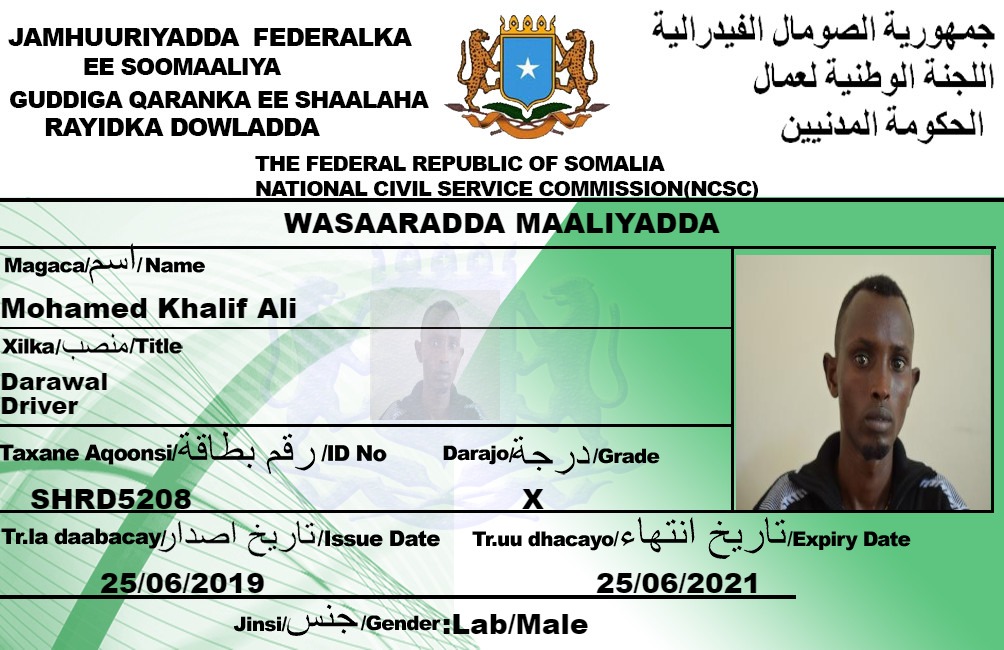 JAMHUURIYADDA FEDERALKA
EE SOOMAALIYA
GUDDIGA QARANKA EE SHAALAHA
RAYIDKA DOWLADDA
جمهورية الصومال الفيدرالية
اللجنة الوطنية لعمال
الحكومة المدنيين
THE FEDERAL REPUBLIC OF SOMALIA
NATIONAL CIVIL SERVICE COMMISSION(NCSC)
WASAARADDA MAALIYADDA
Magaca/اسم/Name
Mohamed Khalif Ali
Xilka/منصب/Title
Darawal
Driver
Taxane Aqoonsi/رقم بطاقة/ID No
SHRD5208
Darajo/درجة/Grade
X
Tr.la daabacay/تاريخ اصدار/Issue Date
25/06/2019
Tr.uu dhacayo/تاريخ انتهاء/Expiry Date
25/06/2021
Jinsi/جنس/Gender:Lab/Male